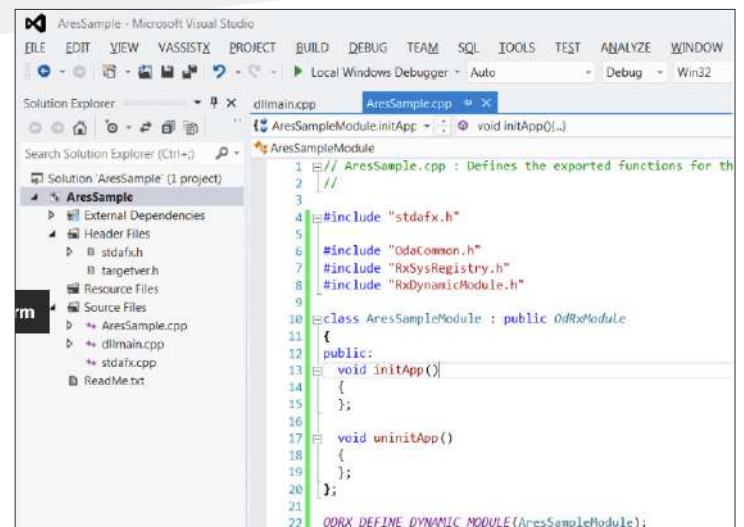 AresSample - Microsoft Visual Studio
FILE EDIT VIEW VASSISTX PROJECT BUILD DEBUG TEAM SQL TOOLS TEST ANALYZE WINDOW
Local Windows Debugger Auto Debug Win32
Solution Explorer
dllmain.cpp
AresSample.cpp
AresSampleModule.initApp
void initApp(){...}
Search Solution Explorer (Ctrl+;)
AresSampleModule
Solution 'AresSample' (1 project)
AresSample
External Dependencies
Header Files
stdafx.h
targetver.h
Resource Files
Source Files
AresSample.cpp
dllmain.cpp
stdafx.cpp
ReadMe.txt
rm
1 // AresSample.cpp : Defines the exported functions for th
2 //
3
4 #include "stdafx.h"
5
6 #include "OdaCommon.h"
7 #include "RxSysRegistry.h"
8 #include "RxDynamicModule.h"
9
10 class AresSampleModule : public OdRxModule
11 {
12 public:
13 void initApp()
14 {
15 };
16
17 void uninitApp()
18 {
19 };
20 };
21
22 ODRX_DEFINE_DYNAMIC_MODULE(AresSampleModule);